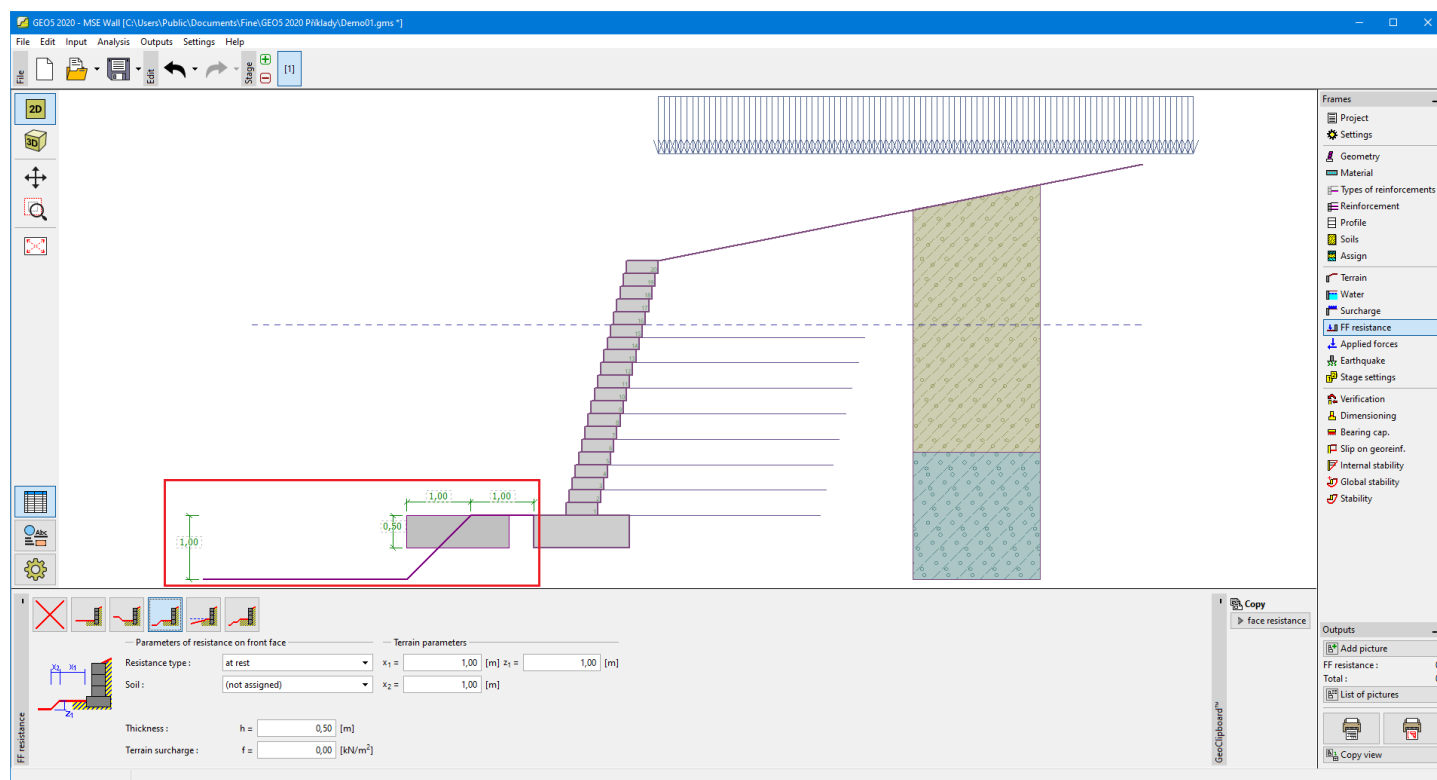 GEO5 2020 - MSE Wall [C:\Users\Public\Documents\Fine\GEO5 2020 Příklady\Demo01.gms *]
File Edit Input Analysis Outputs Settings Help
File
Edit
Stage
[1]
2D
3D
Abc
1,00 1,00
0,50
1,00
Frames
Project
Settings
Geometry
Material
Types of reinforcements
Reinforcement
Profile
Soils
Assign
Terrain
Water
Surcharge
FF resistance
Applied forces
Earthquake
Stage settings
Verification
Dimensioning
Bearing cap.
Slip on georeinf.
Internal stability
Global stability
Stability
FF resistance
Parameters of resistance on front face
Resistance type : at rest
Soil : (not assigned)
Thickness : h = 0,50 [m]
Terrain surcharge : f = 0,00 [kN/m²]
Terrain parameters
x₁ = 1,00 [m] z₁ = 1,00 [m]
x₂ = 1,00 [m]
x₂ x₁
z₁
GeoClipboard™
Copy
face resistance
Outputs
Add picture
FF resistance :
Total :
List of pictures
Copy view